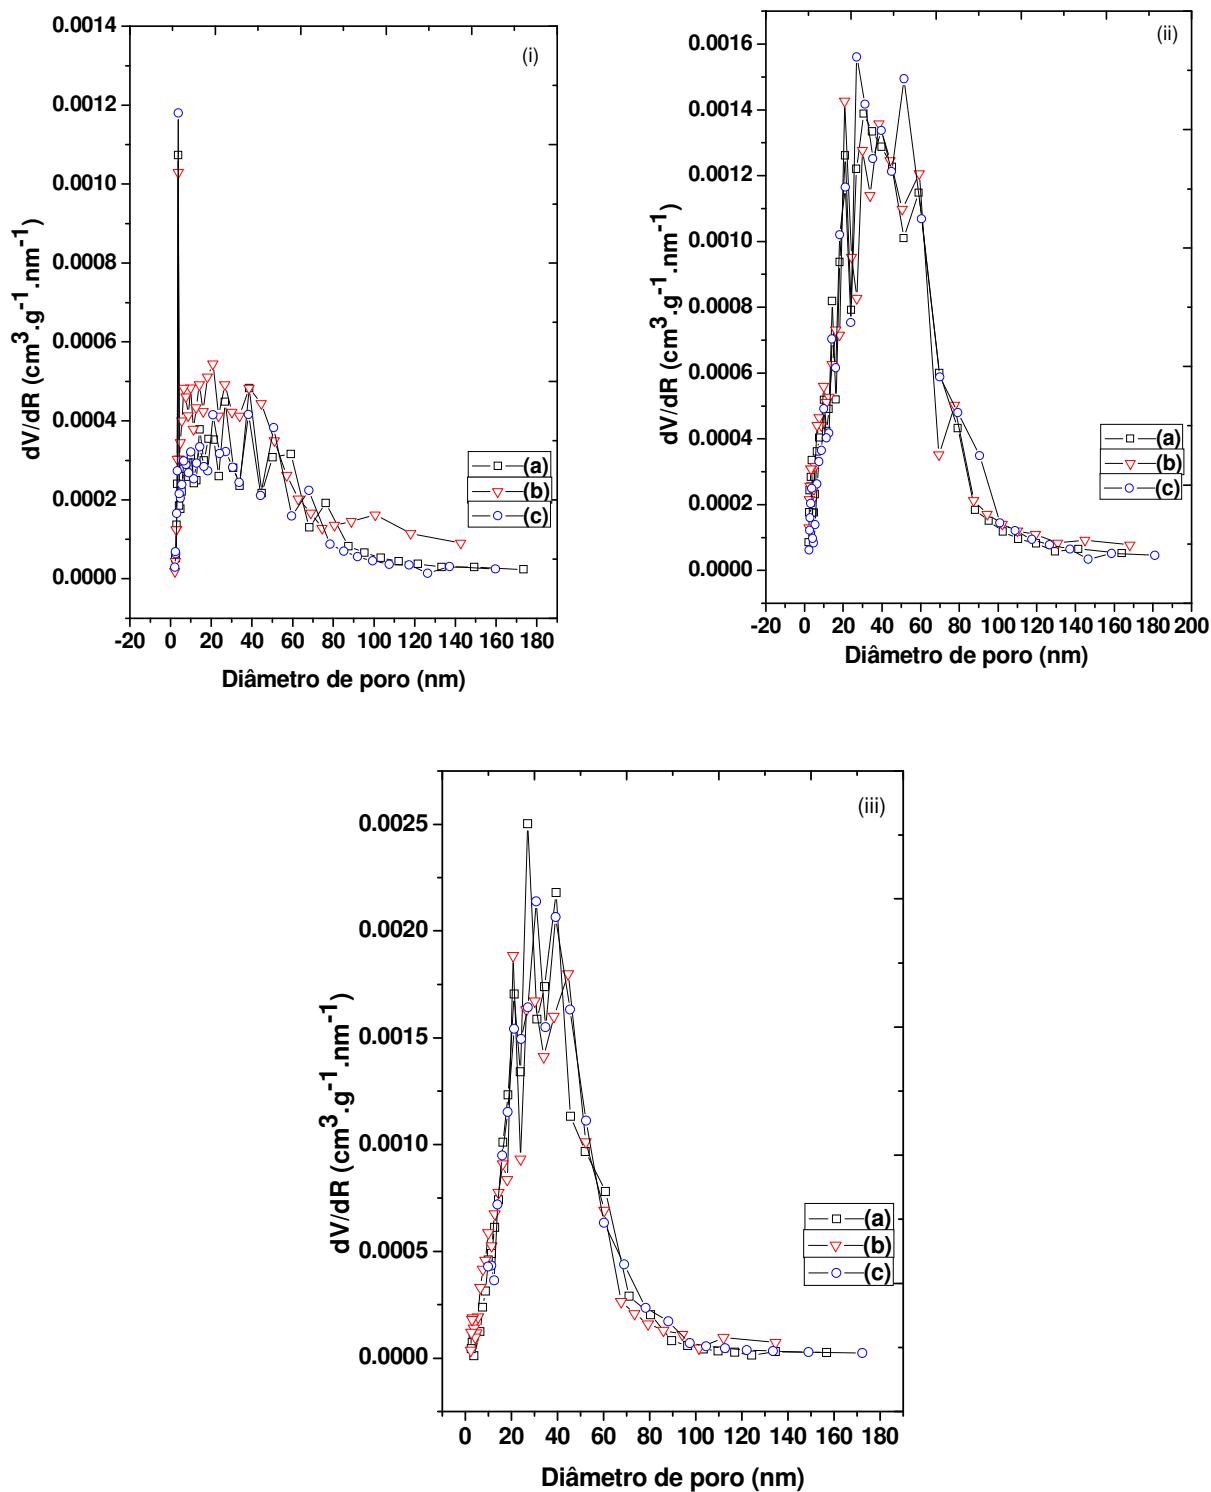 (i)
0.0014
0.0012
0.0010
0.0008
0.0006
0.0004
0.0002
0.0000
dV/dR (cm³.g⁻¹.nm⁻¹)
(a)
(b)
(c)
-20 0 20 40 60 80 100 120 140 160 180
Diâmetro de poro (nm)
(ii)
0.0016
0.0014
0.0012
0.0010
0.0008
0.0006
0.0004
0.0002
0.0000
dV/dR (cm³.g⁻¹.nm⁻¹)
(a)
(b)
(c)
-20 0 20 40 60 80 100 120 140 160 180 200
Diâmetro de poro (nm)
(iii)
0.0025
0.0020
0.0015
0.0010
0.0005
0.0000
dV/dR (cm³.g⁻¹.nm⁻¹)
(a)
(b)
(c)
0 20 40 60 80 100 120 140 160 180
Diâmetro de poro (nm)